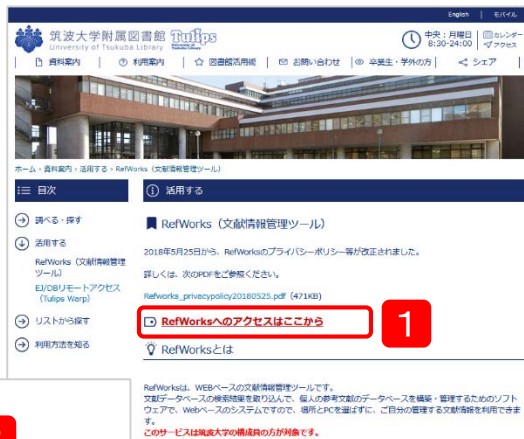 English | モバイル
筑波大学附属図書館 Tulips
University of Tsukuba Library
中央：月曜日
8:30-24:00
カレンダー
アクセス
資料案内 | 利用案内 | 図書館活用術 | お問い合わせ | 卒業生・学外の方 | シェア
ホーム › 資料案内 › 活用する › RefWorks（文献情報管理ツール）
目次
調べる・探す
活用する
RefWorks（文献情報管理
ツール）
EJ/DBリモートアクセス
（Tulips Warp）
リストから探す
利用方法を知る
活用する
RefWorks（文献情報管理ツール）
2018年5月25日から、RefWorksのプライバシーポリシー等が改正されました。
詳しくは、次のPDFをご参照ください。
Refworks_privacypolicy20180525.pdf (471KB)
RefWorksへのアクセスはここから
1
RefWorksとは
RefWorksは、WEBベースの文献情報管理ツールです。
文献データベースの検索結果を取り込んで、個人の参考文献のデータベースを構築・管理するためのソフト
ウェアで、Webベースのシステムですので、場所とPCを選ばずに、ご自分の管理する文献情報を利用できま
す。
このサービスは筑波大学の構成員の方が対象です。